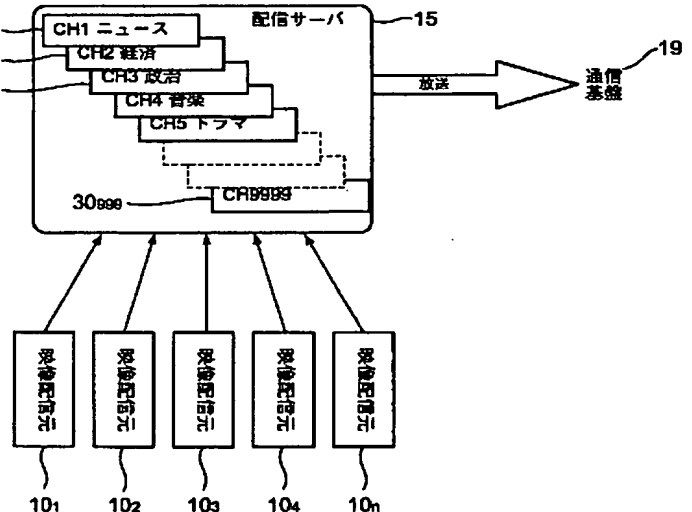 CH1 ニュース
配信サーバ
15
CH2 経済
CH3 政治
CH4 音楽
CH5 ドラマ
放送
通信
基盤
19
CH9999
30999
映像配信元
映像配信元
映像配信元
映像配信元
映像配信元
101
102
103
104
10n